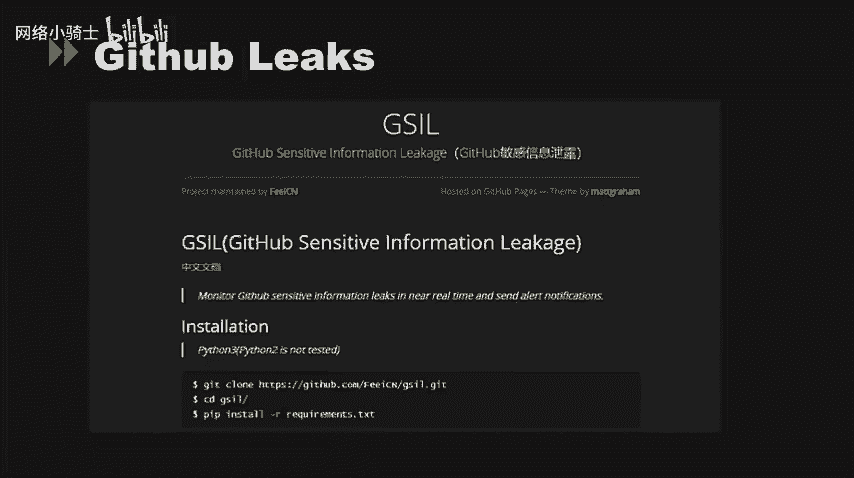 网络小骑士 bilibili
Github Leaks
GSIL
GitHub Sensitive Information Leakage（GitHub敏感信息泄露）
Project maintained by FeeiCN
Hosted on GitHub Pages — Theme by mattgraham
GSIL(GitHub Sensitive Information Leakage)
中文文档
Monitor Github sensitive information leaks in near real time and send alert notifications.
Installation
Python3(Python2 is not tested)
$ git clone https://github.com/FeeiCN/gsil.git
$ cd gsil/
$ pip install -r requirements.txt